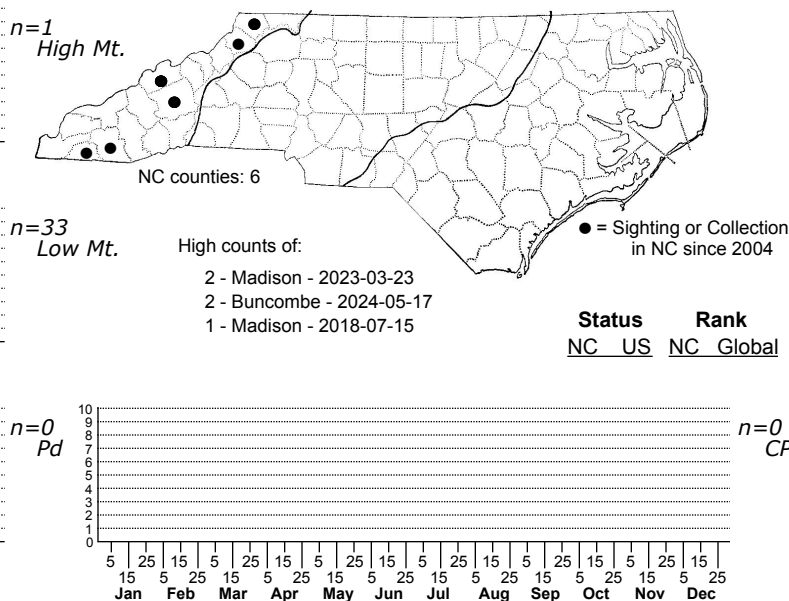 n=1
High Mt.
NC counties: 6
n=33
Low Mt.
High counts of:
2 - Madison - 2023-03-23
2 - Buncombe - 2024-05-17
1 - Madison - 2018-07-15
● = Sighting or Collection
in NC since 2004
Status Rank
NC US NC Global
n=0
Pd
10
9
8
7
6
5
4
3
2
1
0
n=0
CP
5 25 15 5 25 15 5 25 15 5 25 15 5 25 15 5 25 15
15 5 25 15 5 25 15 5 25 15 5 25 15 5 25 15 5 25
Jan Feb Mar Apr May Jun Jul Aug Sep Oct Nov Dec